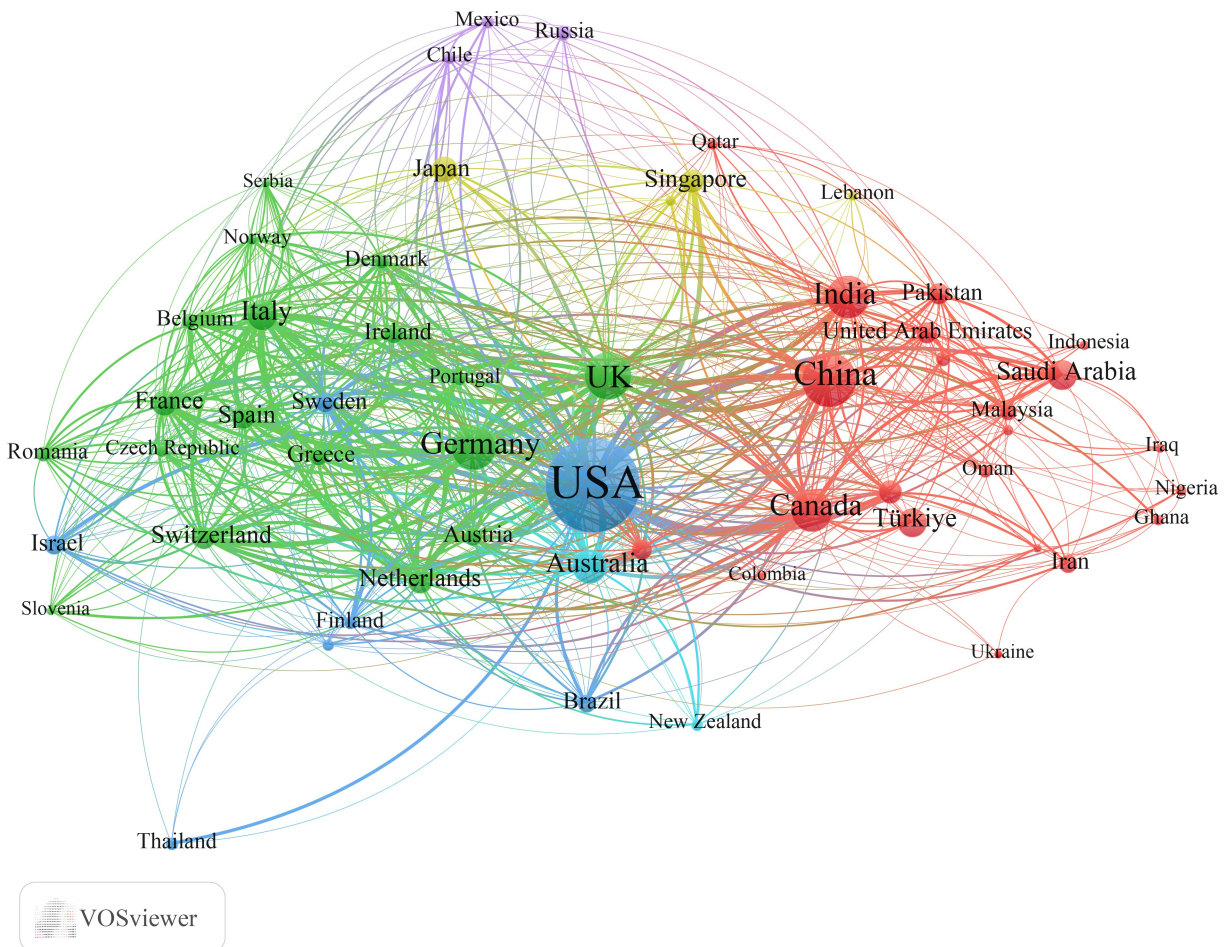 Mexico
Russia
Chile
Qatar
Japan
Singapore
Serbia
Lebanon
Norway
Denmark
India
Pakistan
Italy
Belgium
Ireland
United Arab Emirates
Indonesia
Portugal
UK
China
Saudi Arabia
France
Spain
Sweden
Malaysia
Romania
Czech Republic
Greece
Germany
Iraq
Oman
USA
Nigeria
Canada
Türkiye
Ghana
Israel
Switzerland
Austria
Australia
Iran
Netherlands
Colombia
Slovenia
Finland
Ukraine
Brazil
New Zealand
Thailand
VOSviewer